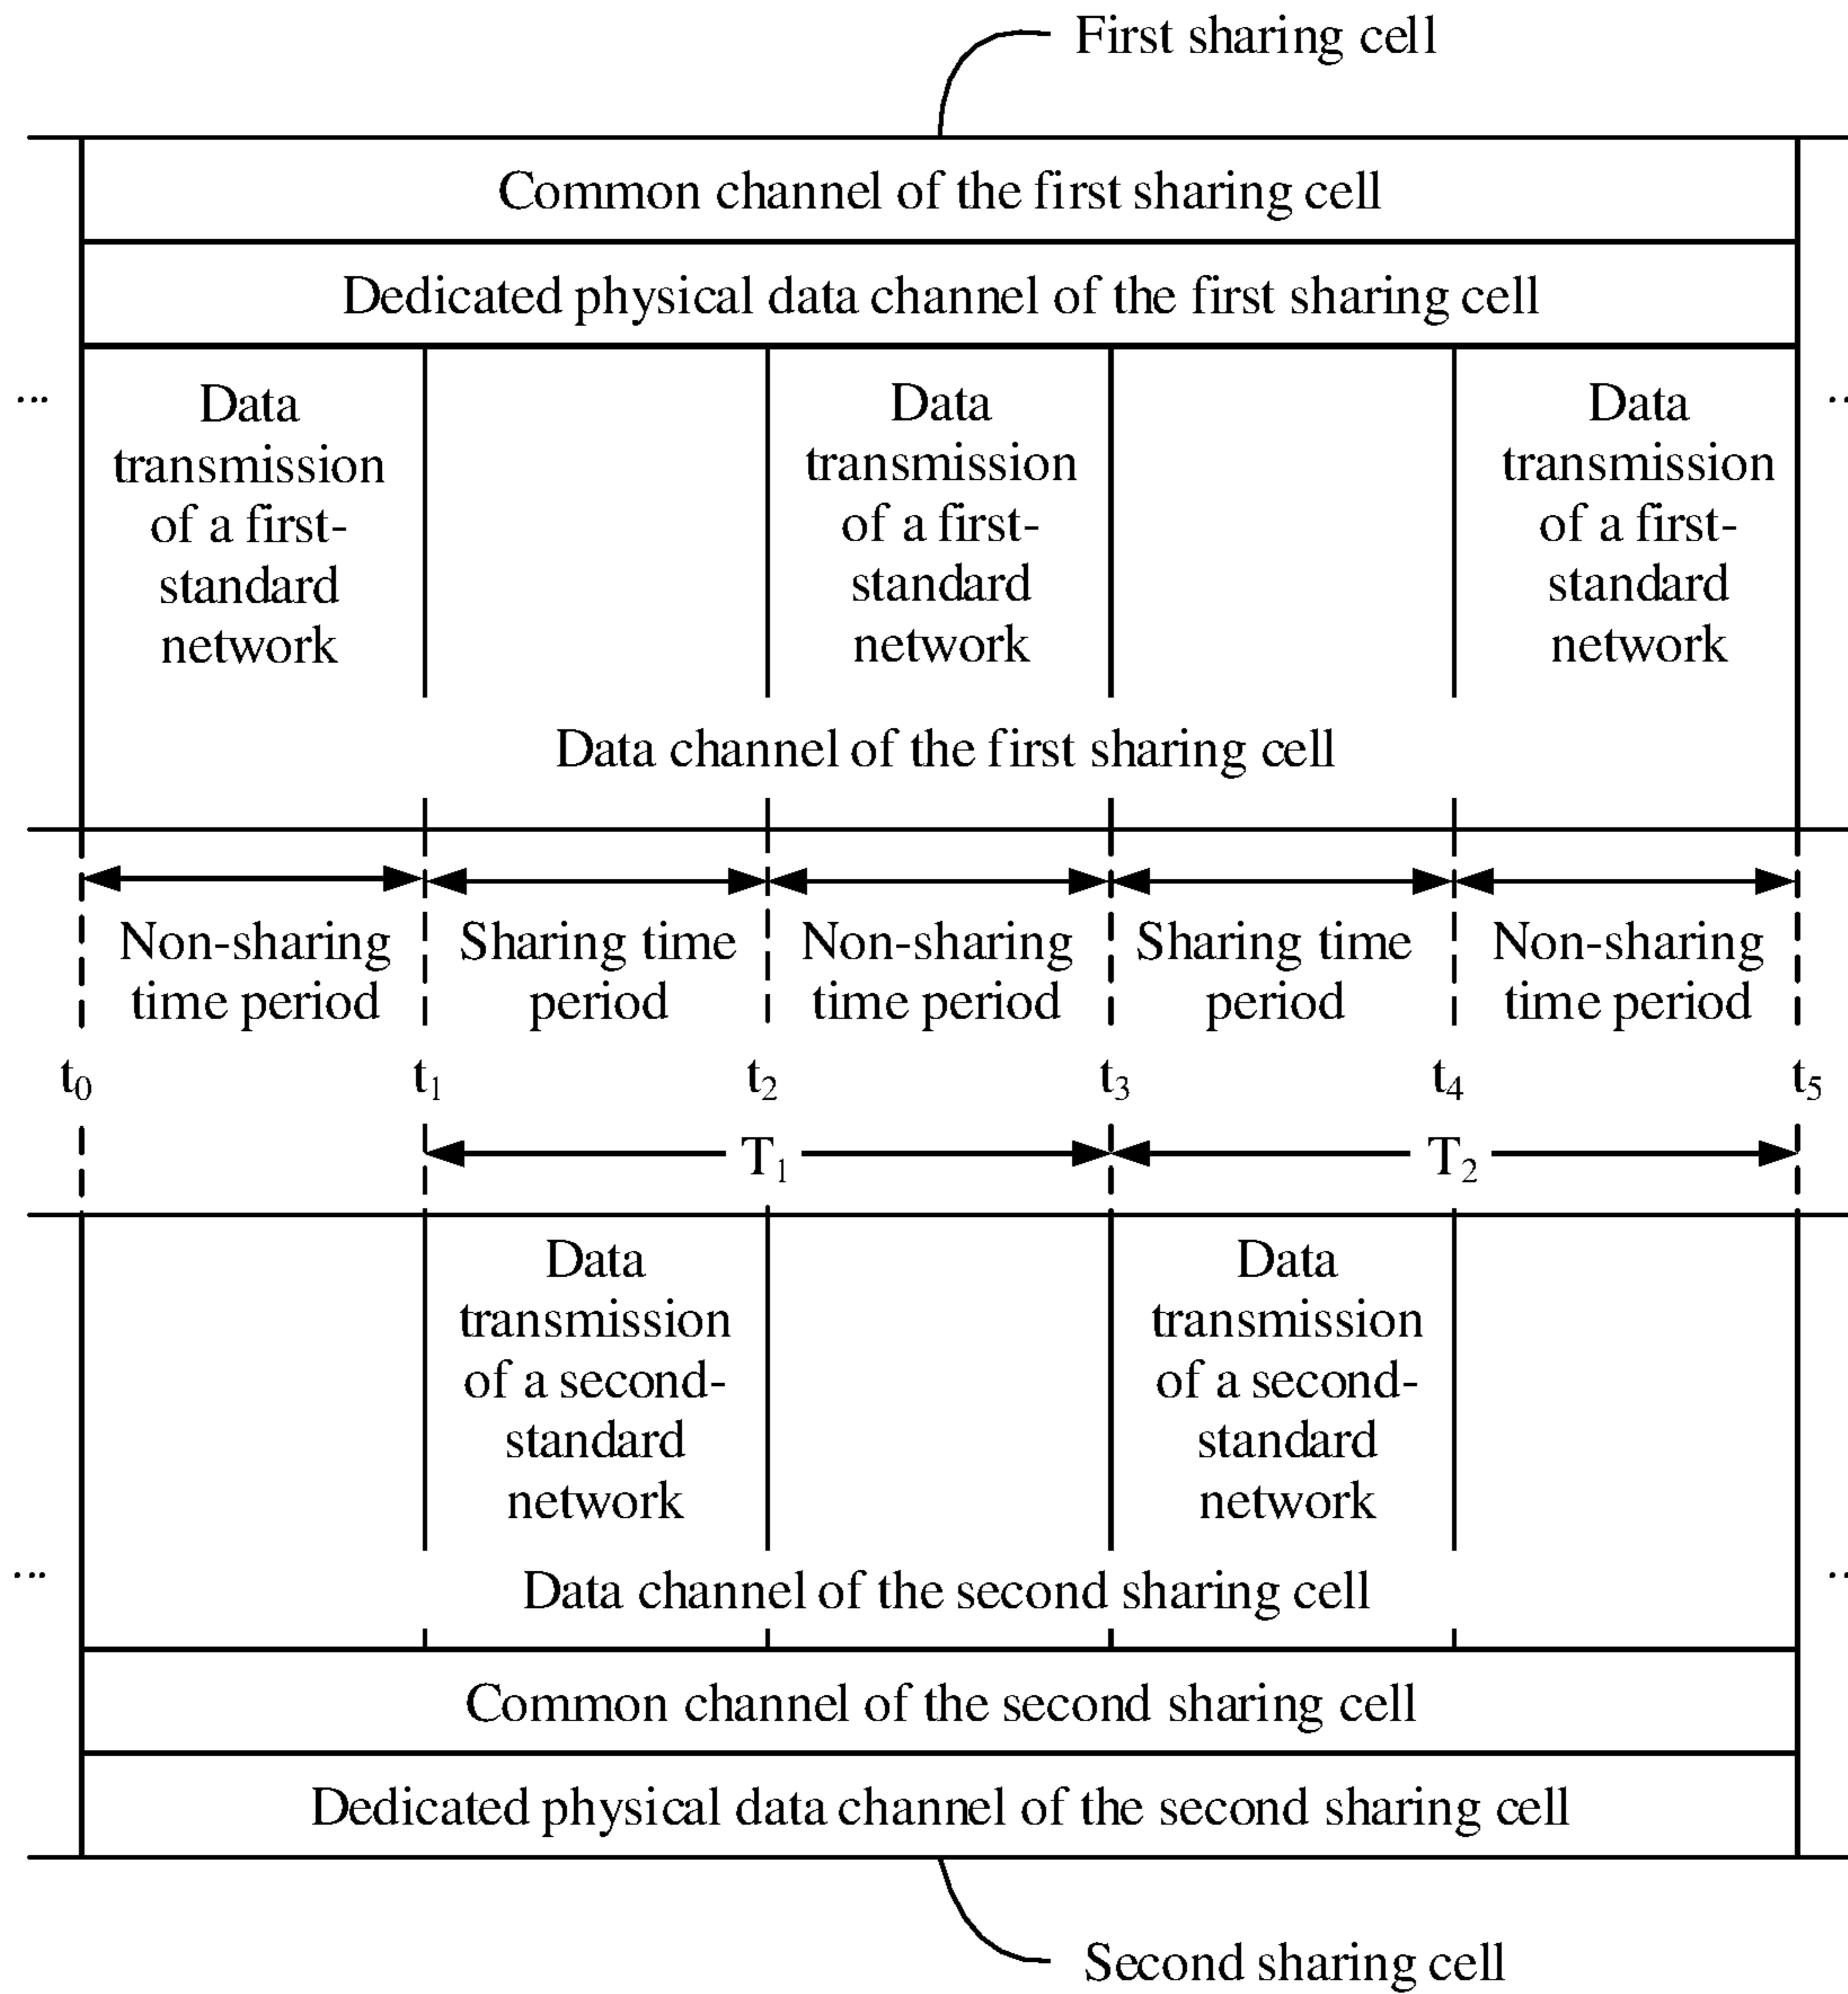 First sharing cell
Common channel of the first sharing cell
Dedicated physical data channel of the first sharing cell
...
Data
transmission
of a first-
standard
network
Data
transmission
of a first-
standard
network
Data
transmission
of a first-
standard
network
..
Data channel of the first sharing cell
Non-sharing
time period
Sharing time
period
Non-sharing
time period
Sharing time
period
Non-sharing
time period
t₀ t₁ t₂ t₃ t₄ t₅
T₁ T₂
Data
transmission
of a second-
standard
network
Data
transmission
of a second-
standard
network
...
Data channel of the second sharing cell
..
Common channel of the second sharing cell
Dedicated physical data channel of the second sharing cell
Second sharing cell